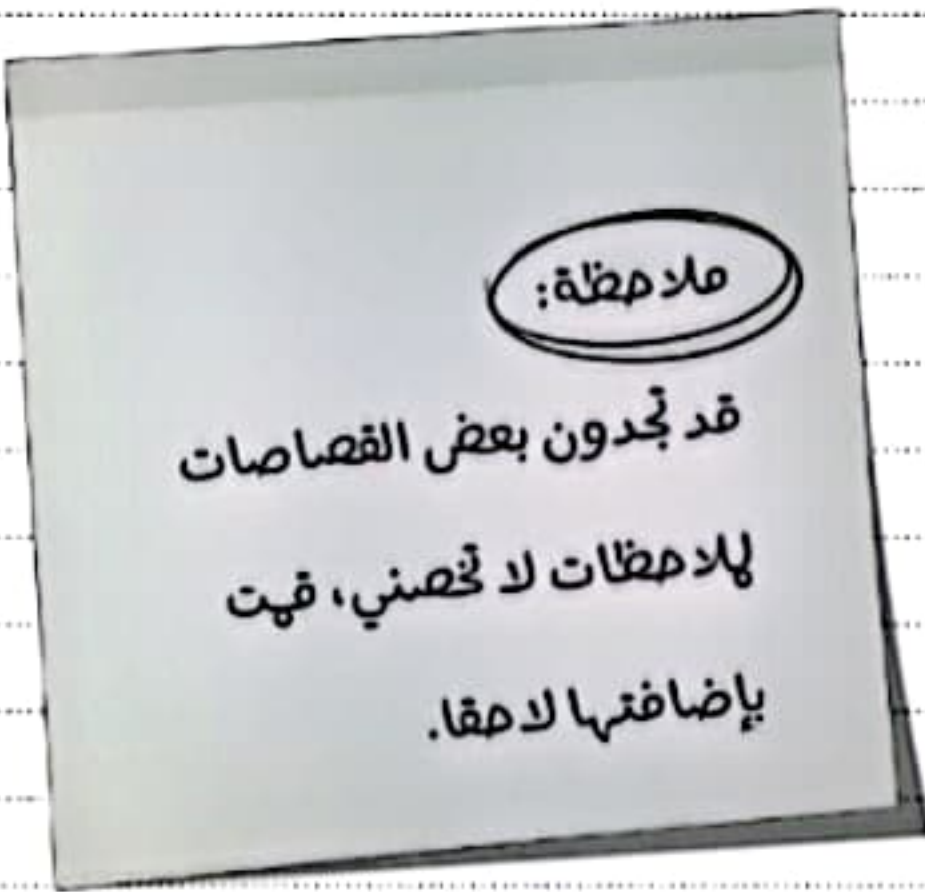 ملاحظة:
قد تجدون بعض القصاصات
لملاحظات لا تخصني، قمت
بإضافتها لاحقا.